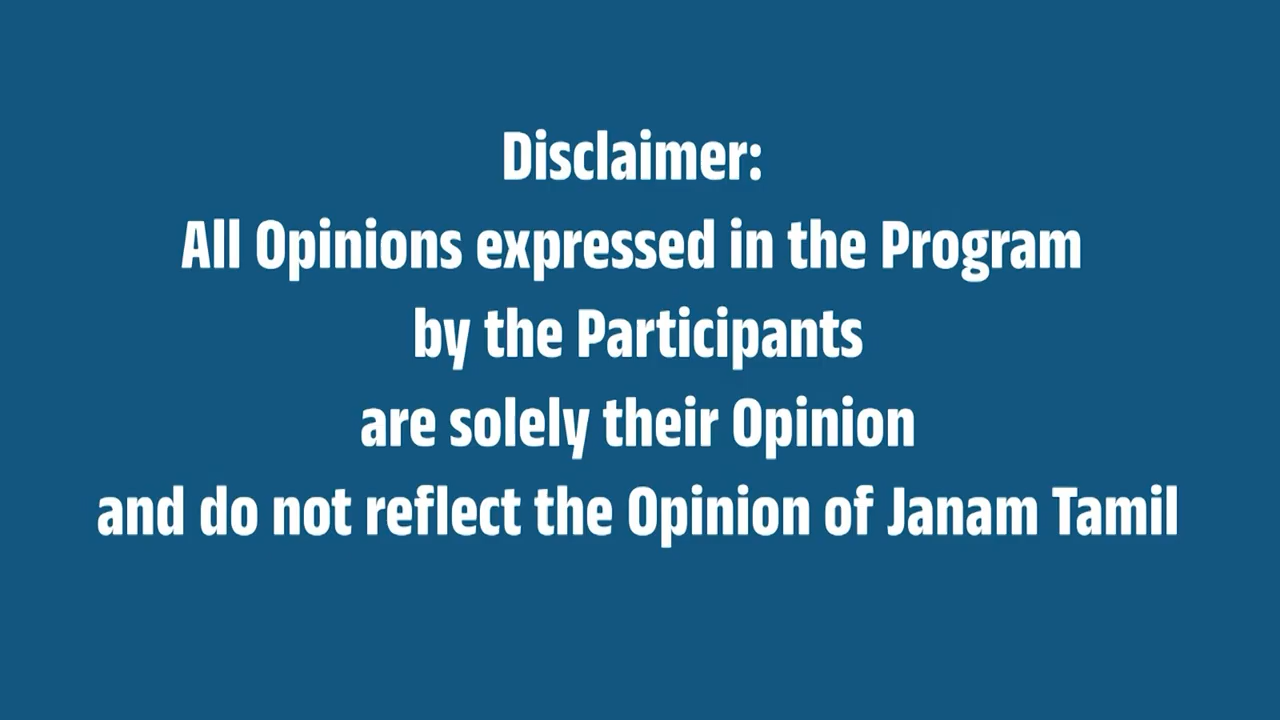 Disclaimer:
All Opinions expressed in the Program
by the Participants
are solely their Opinion
and do not reflect the Opinion of Janam Tamil